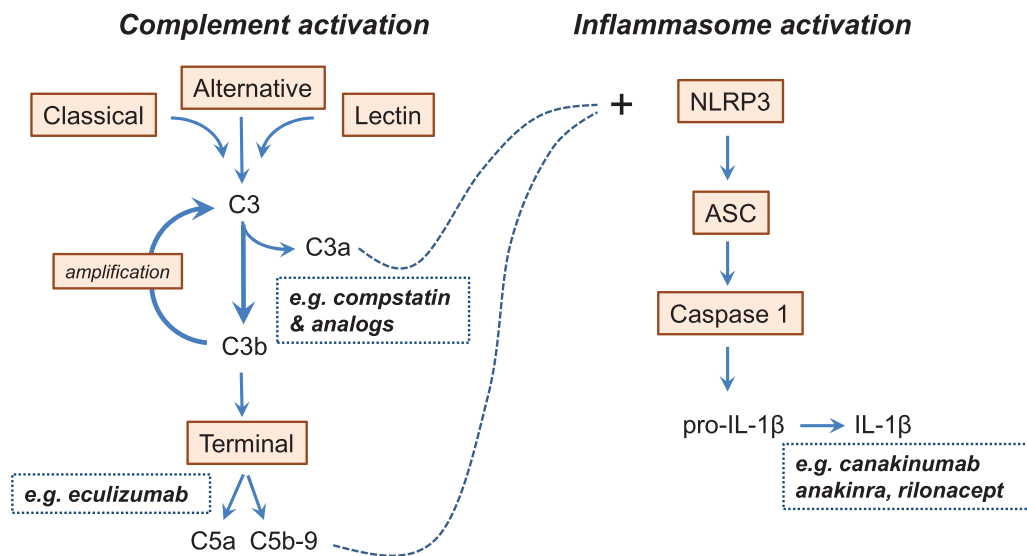 Complement activation
Classical
Alternative
Lectin
C3
C3a
amplification
e.g. compstatin
& analogs
C3b
Terminal
e.g. eculizumab
C5a C5b-9
Inflammasome activation
+
NLRP3
ASC
Caspase 1
pro-IL-1β
IL-1β
e.g. canakinumab
anakinra, rilonacept